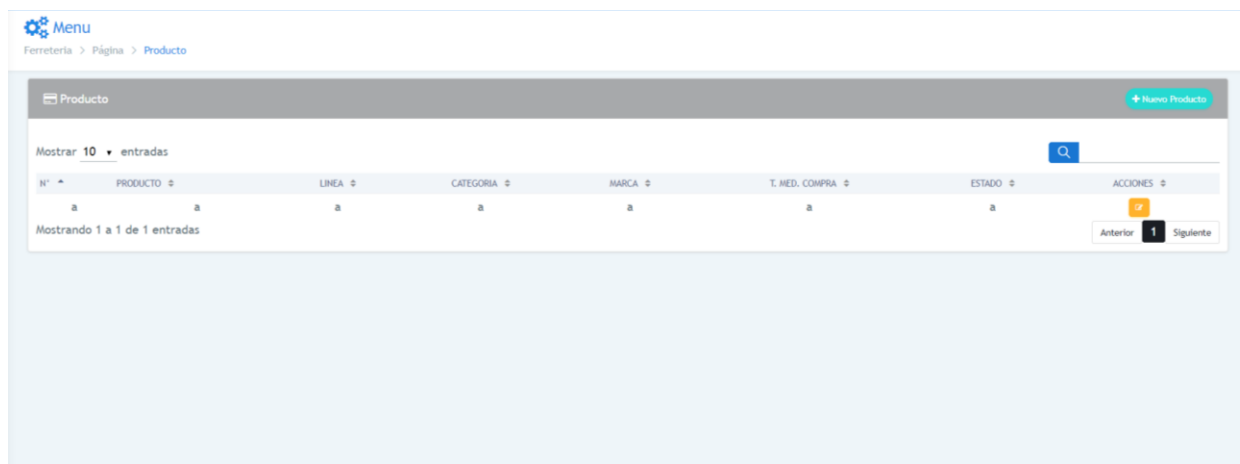 Menu
Ferreteria > Página > Producto
Producto
+ Nuevo Producto
Mostrar 10 entradas
N° PRODUCTO LINEA CATEGORIA MARCA T. MED. COMPRA ESTADO ACCIONES
a a a a a a a
Mostrando 1 a 1 de 1 entradas
Anterior 1 Siguiente